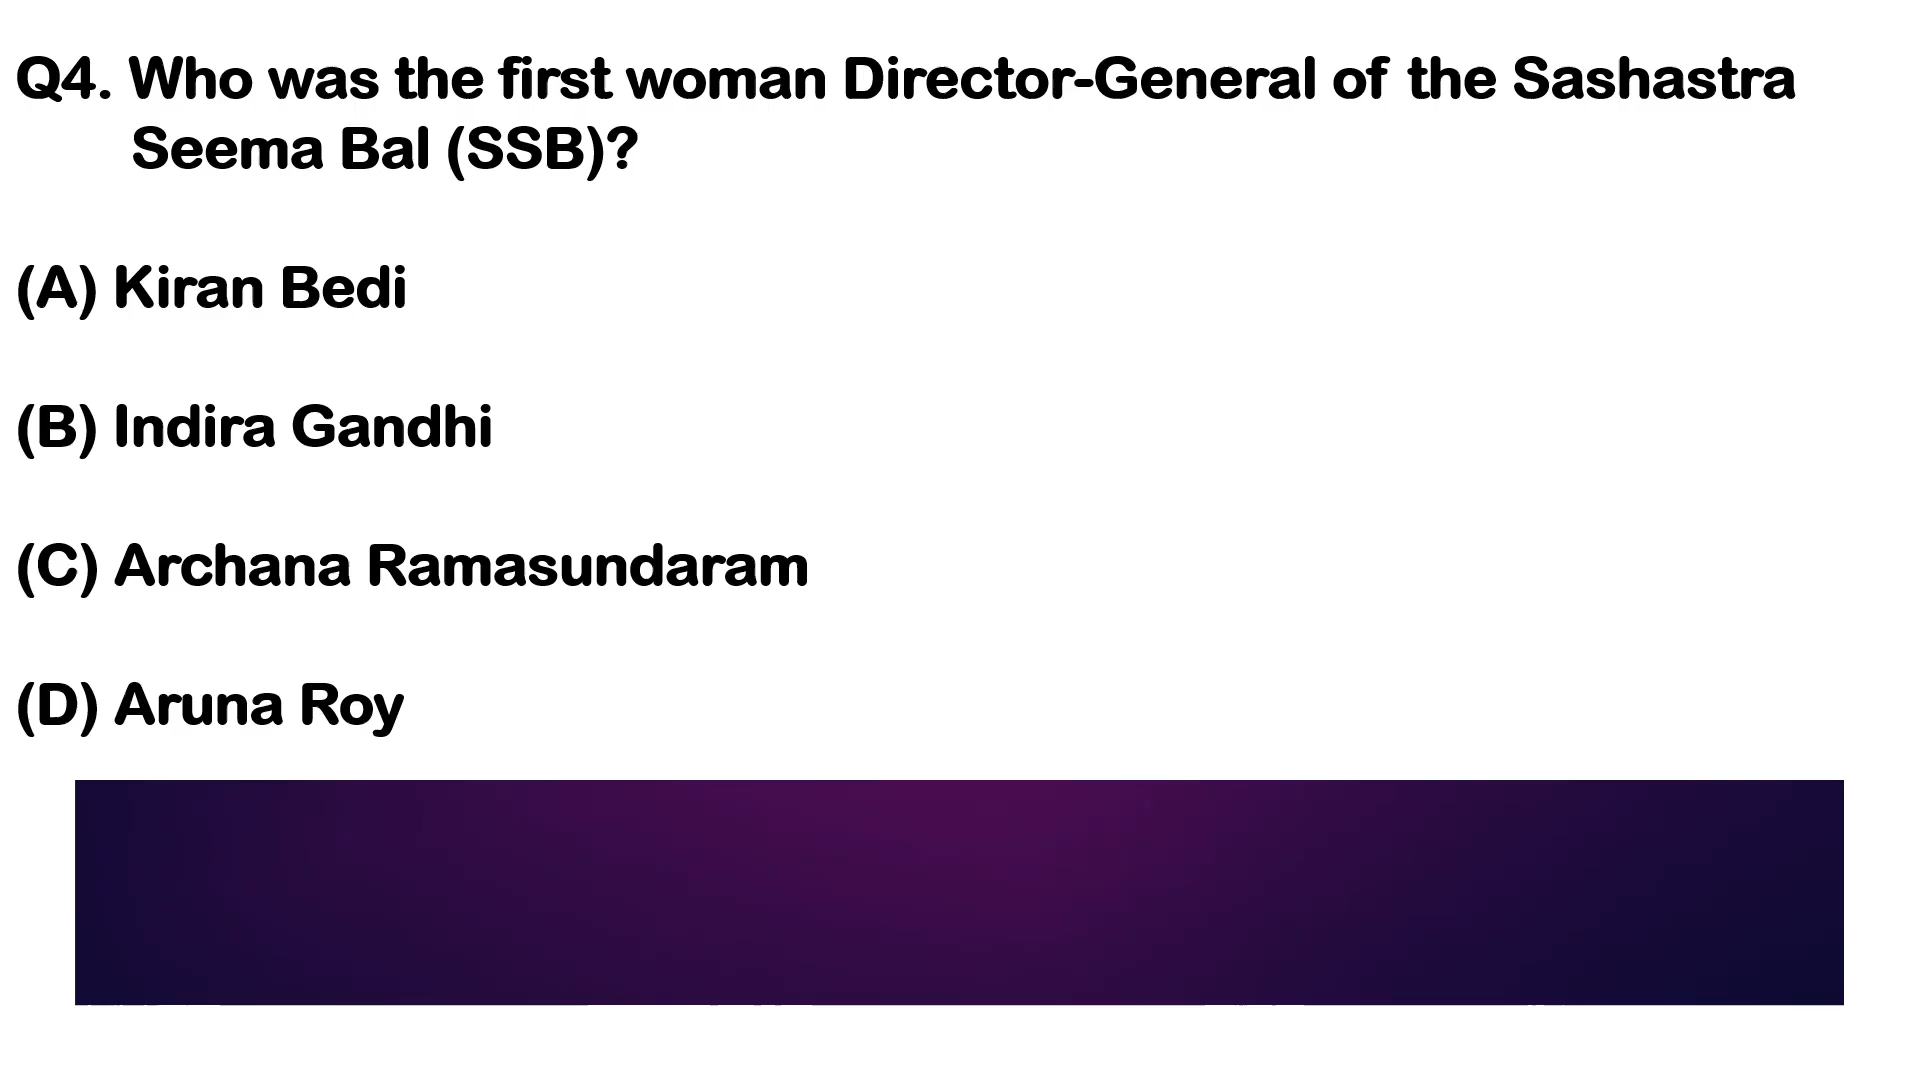 Q4. Who was the first woman Director-General of the Sashastra
Seema Bal (SSB)?
(A) Kiran Bedi
(B) Indira Gandhi
(C) Archana Ramasundaram
(D) Aruna Roy